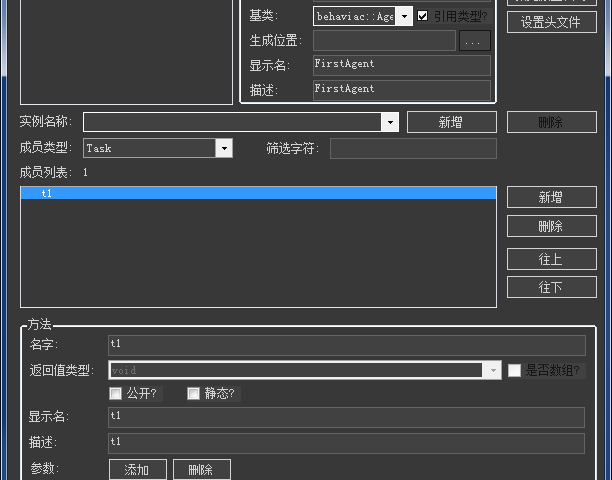 基类: behaviac::Age 引用类型?
设置头文件
生成位置: ...
显示名: FirstAgent
描述: FirstAgent
实例名称: 新增 删除
成员类型: Task 筛选字符:
成员列表: 1
t1
新增
删除
往上
往下
方法
名字: t1
返回值类型: void 是否数组?
公开? 静态?
显示名: t1
描述: t1
参数: 添加 删除